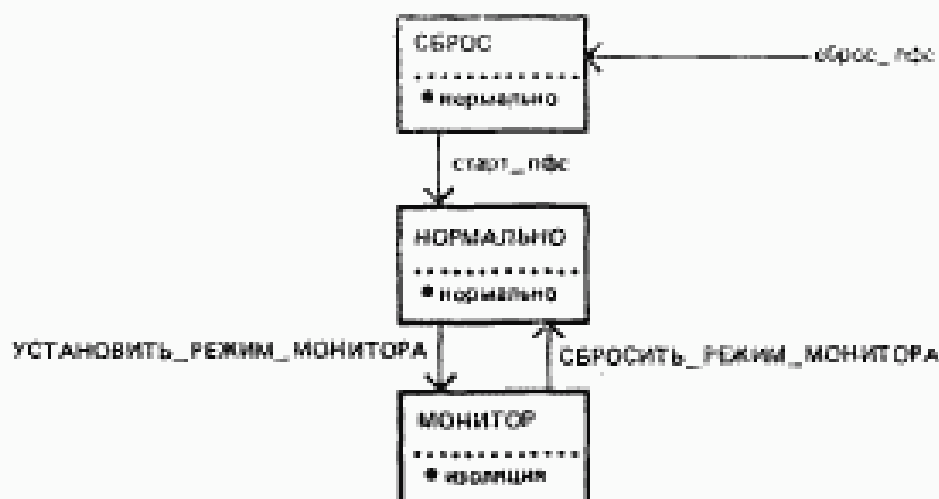 СБРОС
сброс_пфс
• нормально
старт_пфс
НОРМАЛЬНО
• нормально
УСТАНОВИТЬ_РЕЖИМ_МОНИТОРА
СБРОСИТЬ_РЕЖИМ_МОНИТОРА
МОНИТОР
• изоляция